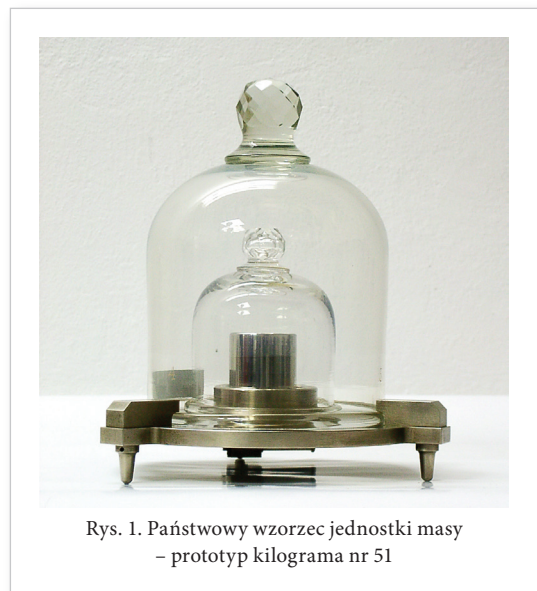 Rys. 1. Państwowy wzorzec jednostki masy
– prototyp kilograma nr 51